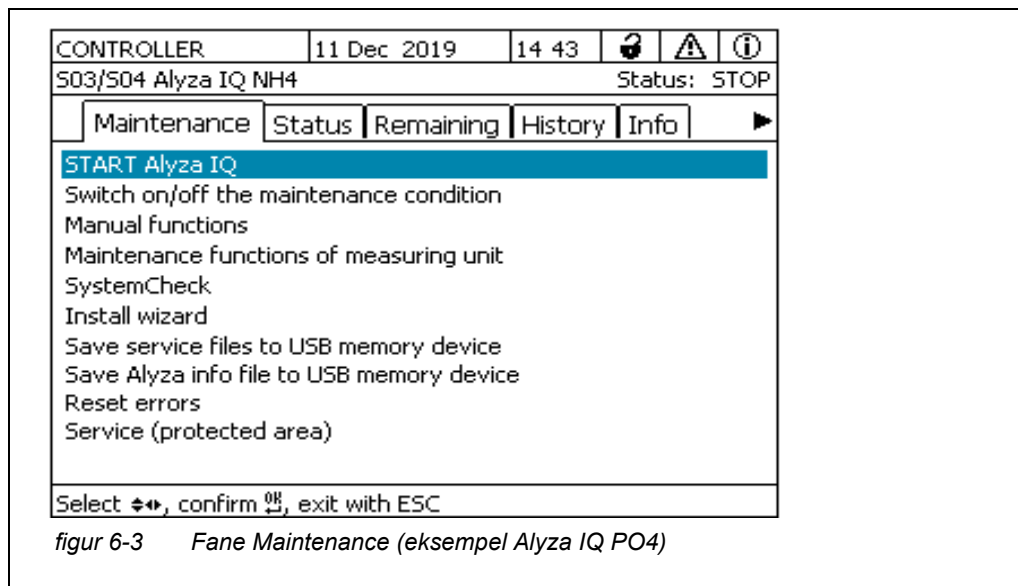 CONTROLLER 11 Dec 2019 14 43
S03/S04 Alyza IQ NH4 Status: STOP
Maintenance Status Remaining History Info
START Alyza IQ
Switch on/off the maintenance condition
Manual functions
Maintenance functions of measuring unit
SystemCheck
Install wizard
Save service files to USB memory device
Save Alyza info file to USB memory device
Reset errors
Service (protected area)
Select, confirm OK, exit with ESC
figur 6-3 Fane Maintenance (eksempel Alyza IQ PO4)